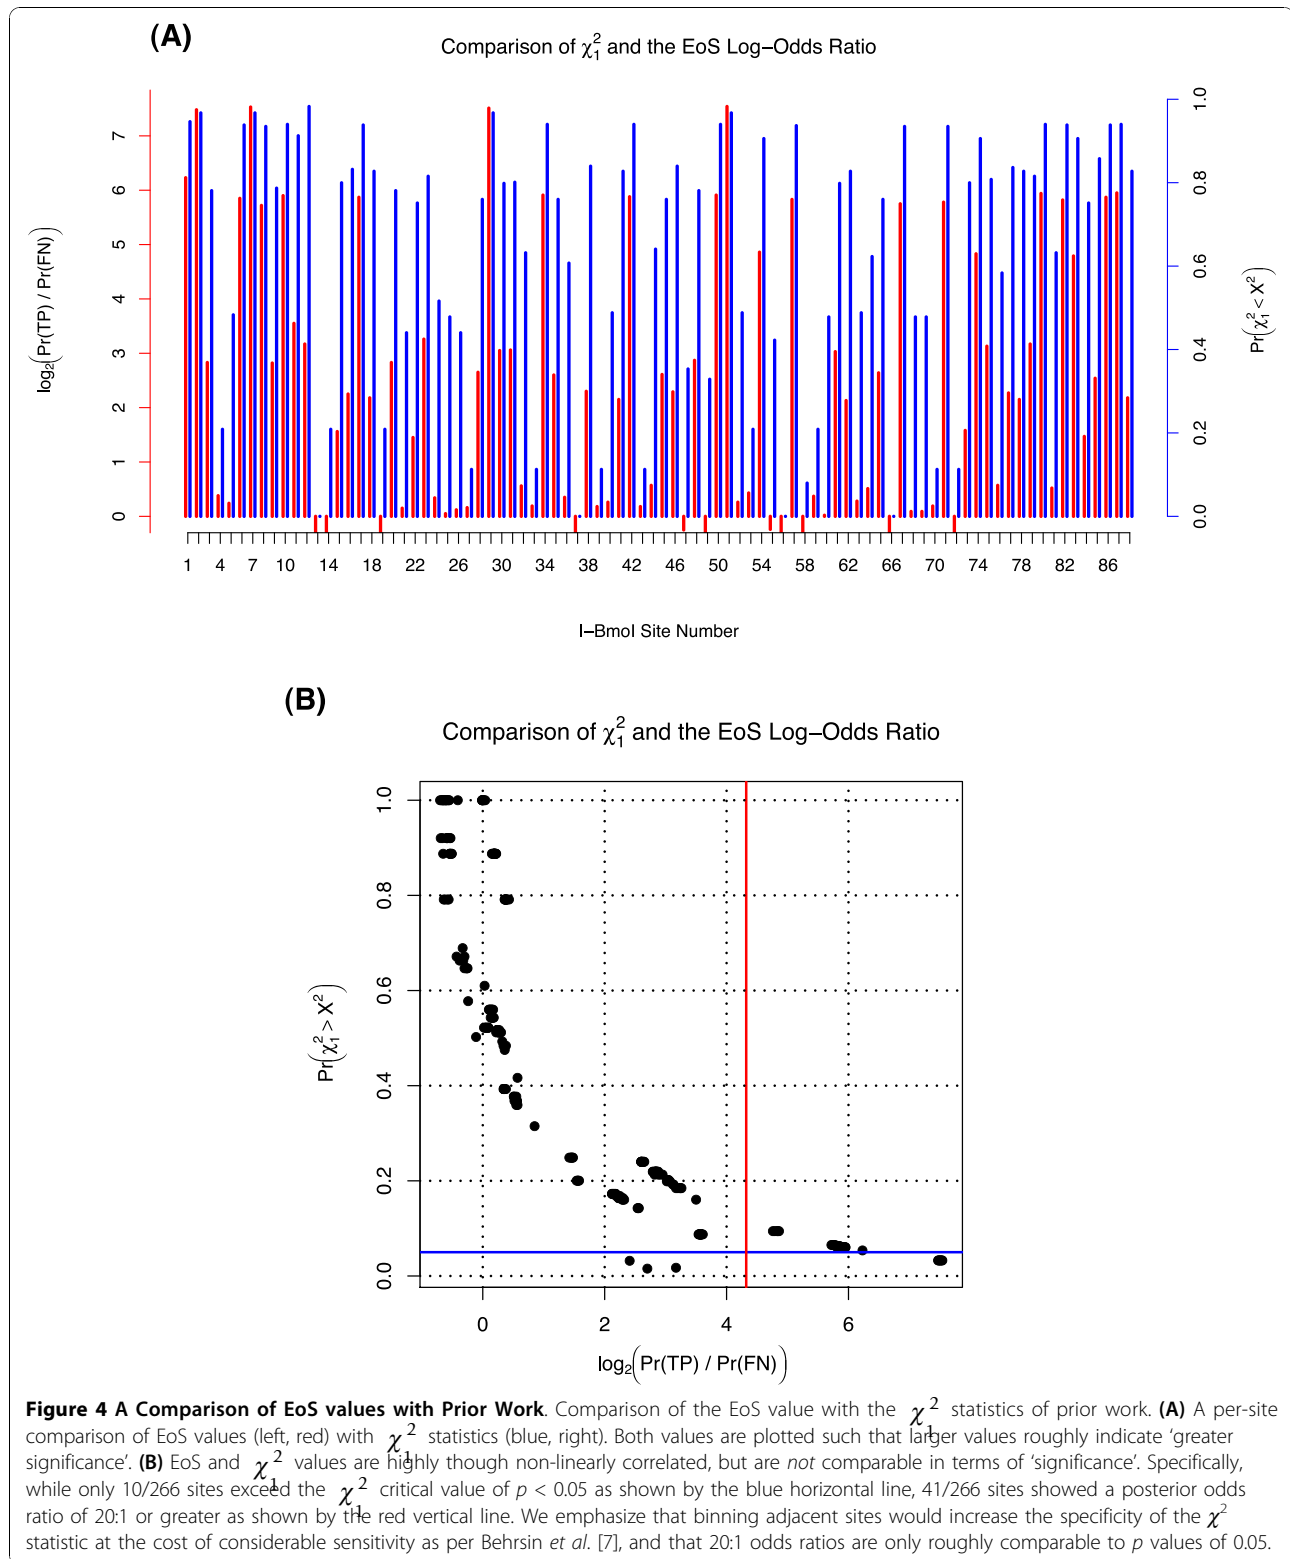 (A)
Comparison of χ₁² and the EoS Log–Odds Ratio
log₂(Pr(TP) / Pr(FN))
0 1 2 3 4 5 6 7
Pr(χ₁² < X²)
0.0 0.2 0.4 0.6 0.8 1.0
1 4 7 10 14 18 22 26 30 34 38 42 46 50 54 58 62 66 70 74 78 82 86
I–BmoI Site Number
(B)
Comparison of χ₁² and the EoS Log–Odds Ratio
Pr(χ₁² > X²)
0.0 0.2 0.4 0.6 0.8 1.0
0 2 4 6
log₂(Pr(TP) / Pr(FN))
Figure 4 A Comparison of EoS values with Prior Work. Comparison of the EoS value with the χ₁² statistics of prior work. (A) A per-site
comparison of EoS values (left, red) with χ₁² statistics (blue, right). Both values are plotted such that larger values roughly indicate ‘greater
significance’. (B) EoS and χ₁² values are highly though non-linearly correlated, but are not comparable in terms of ‘significance’. Specifically,
while only 10/266 sites exceed the χ₁² critical value of p < 0.05 as shown by the blue horizontal line, 41/266 sites showed a posterior odds
ratio of 20:1 or greater as shown by the red vertical line. We emphasize that binning adjacent sites would increase the specificity of the χ²
statistic at the cost of considerable sensitivity as per Behrsin et al. [7], and that 20:1 odds ratios are only roughly comparable to p values of 0.05.